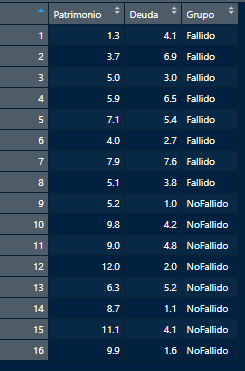 Patrimonio Deuda Grupo
1 1.3 4.1 Fallido
2 3.7 6.9 Fallido
3 5.0 3.0 Fallido
4 5.9 6.5 Fallido
5 7.1 5.4 Fallido
6 4.0 2.7 Fallido
7 7.9 7.6 Fallido
8 5.1 3.8 Fallido
9 5.2 1.0 NoFallido
10 9.8 4.2 NoFallido
11 9.0 4.8 NoFallido
12 12.0 2.0 NoFallido
13 6.3 5.2 NoFallido
14 8.7 1.1 NoFallido
15 11.1 4.1 NoFallido
16 9.9 1.6 NoFallido